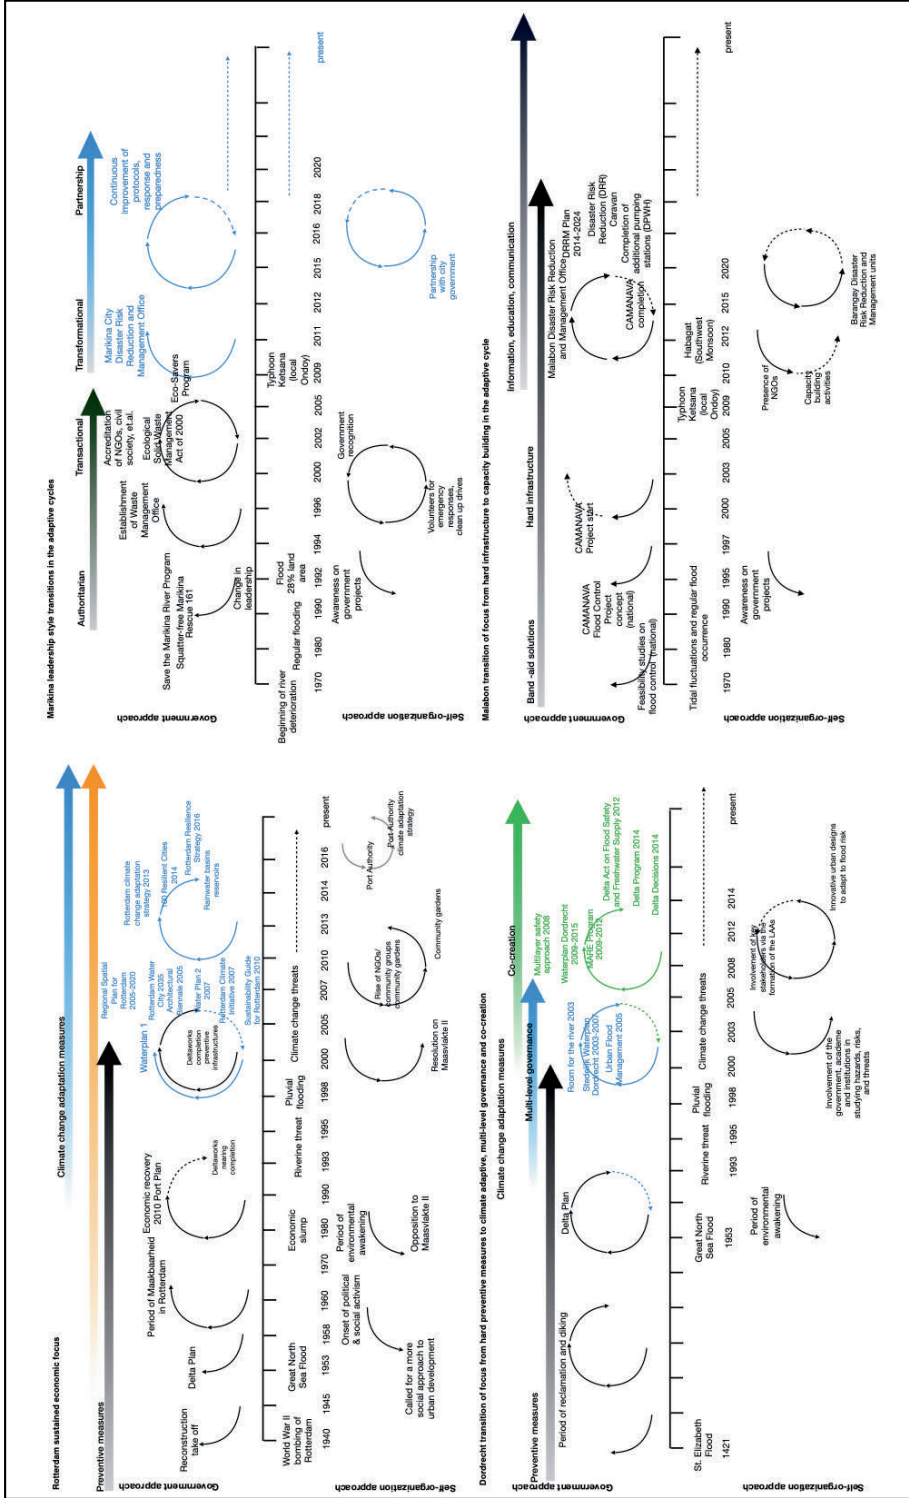 Rotterdam sustained economic focus
Climate change adaptation measures
Preventive measures
Government approach
Reconstruction
take off
Delta Plan
Period of Maakbaarheid
in Rotterdam
Economic recovery
2010 Port Plan
Deltaworks
nearing
completion
Waterplan 1
Deltaworks
completion
preventive
infrastructures
Regional Spatial
Plan for
Rotterdam
2005-2020
Rotterdam Water
City 2035
Architectural
Biennale 2005
Water Plan 2
2007
Rotterdam Climate
Initiative 2007
Sustainability Guide
for Rotterdam 2010
Rotterdam climate
change adaptation
strategy 2013
100 Resilient Cities
2014
Rotterdam Resilience
Strategy 2016
Rainwater basins
reservoirs
World War II
bombing of
Rotterdam
Great North
Sea Flood
Economic
slump
Riverine threat
Pluvial
flooding
Climate change threats
1940
1945
1953
1958
1960
1970
1980
1990
1993
1995
1998
2000
2005
2007
2010
2013
2014
2016
present
Self-organization approach
Onset of political
& social activism
Called for a more
social approach to
urban development
Period of
environmental
awakening
Opposition to
Maasvlakte II
Resolution on
Maasvlakte II
Rise of NGOs/
community groups
community gardens
Community gardens
Port Authority
Port Authority
climate adaptation
strategy
Marikina leadership style transitions in the adaptive cycles
Authoritarian
Transactional
Transformational
Partnership
Government approach
Save the Marikina River Program
Squatter-free Marikina
Rescue 161
Change in
leadership
Establishment
of Waste
Management
Office
Accreditation
of NGOs, civil
society, et.al.
Ecological
Solid Waste
Management
Act of 2000
Eco-Savers
Program
Marikina City
Disaster Risk
Reduction and
Management Office
Continuous
improvement of
protocols,
response and
preparedness
Beginning of river
deterioration
Regular flooding
Flood
28% land
area
Typhoon
Ketsana
(local
Ondoy)
1970
1980
1990
1992
1994
1996
2000
2002
2005
2009
2011
2012
2015
2016
2018
2020
present
Self-organization approach
Awareness on
government
projects
Volunteers for
emergency
responses,
clean up drives
Government
recognition
Partnership
with city
government
Dordrecht transition of focus from hard preventive measures to climate adaptive, multi-level governance and co-creation
Climate change adaptation measures
Preventive measures
Multi-level governance
Co-creation
Government approach
Period of reclamation and diking
Delta Plan
Room for the river 2003
Stedelijk Waterplan
Dordrecht 2003-2007
Urban Flood
Management 2005
Multilayer safety
approach 2008
Waterplan Dordrecht
2009-2015
MARE Program
2009-2012
Delta Act on Flood Safety
and Freshwater Supply 2012
Delta Program 2014
Delta Decisions 2014
St. Elizabeth
Flood
Great North
Sea Flood
Riverine threat
Pluvial
flooding
Climate change threats
1421
1953
1993
1995
1998
2000
2003
2005
2008
2012
2014
present
Self-organization approach
Period of
environmental
awakening
Involvement of the
government, academe
and institutions in
studying hazards, risks,
and threats
Involvement of key
stakeholders via the
formation of the LAAs
Innovative urban designs
to adapt to flood risk
Malabon transition of focus from hard infrastructure to capacity building in the adaptive cycle
Band -aid solutions
Hard infrastructure
Information, education, communication
Government approach
Feasibility studies on
flood control (national)
CAMANAVA
Flood Control
Project
concept
(national)
CAMANAVA
Project start
Malabon Disaster Risk Reduction
and Management Office
DRRM Plan
2014-2024
CAMANAVA
completion
Disaster Risk
Reduction (DRR)
Caravan
Completion of
additional pumping
stations (DPWH)
Tidal fluctuations and regular flood
occurrence
Typhoon
Ketsana
(local
Ondoy)
Habagat
(Southwest
Monsoon)
1970
1980
1990
1995
1997
2000
2003
2005
2009
2010
2012
2015
2020
present
Self-organization approach
Awareness on
government
projects
Presence of
NGOs
Capacity
building
activities
Barangay Disaster
Risk Reduction and
Management units